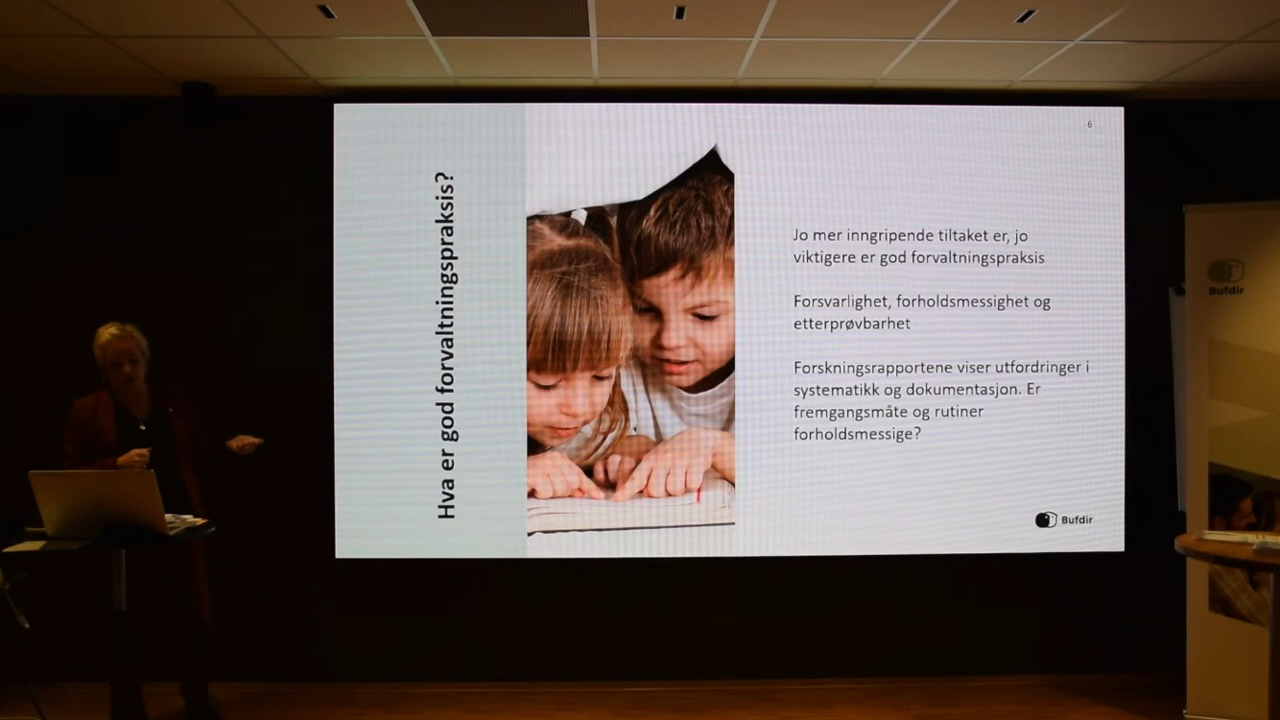 6
Hva er god forvaltningspraksis?
Jo mer inngripende tiltaket er, jo
viktigere er god forvaltningspraksis
Forsvarlighet, forholdsmessighet og
etterprøvbarhet
Forskningsrapportene viser utfordringer i
systematikk og dokumentasjon. Er
fremgangsmåte og rutiner
forholdsmessige?
Bufdir
Bufdir